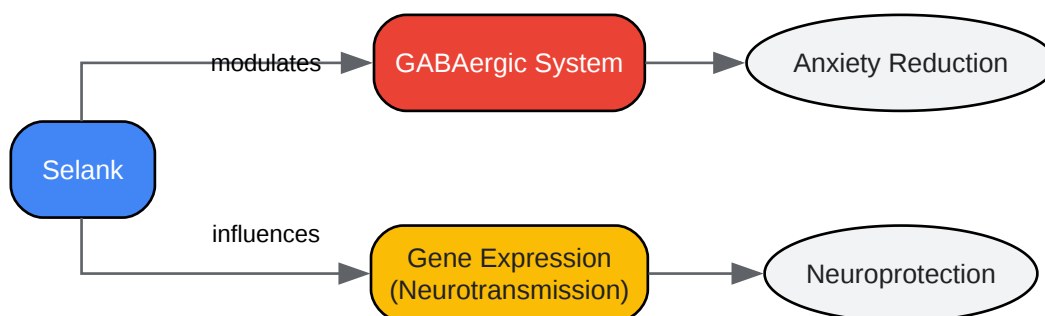 modulates
GABAergic System
Anxiety Reduction
Selank
influences
Gene Expression
(Neurotransmission)
Neuroprotection